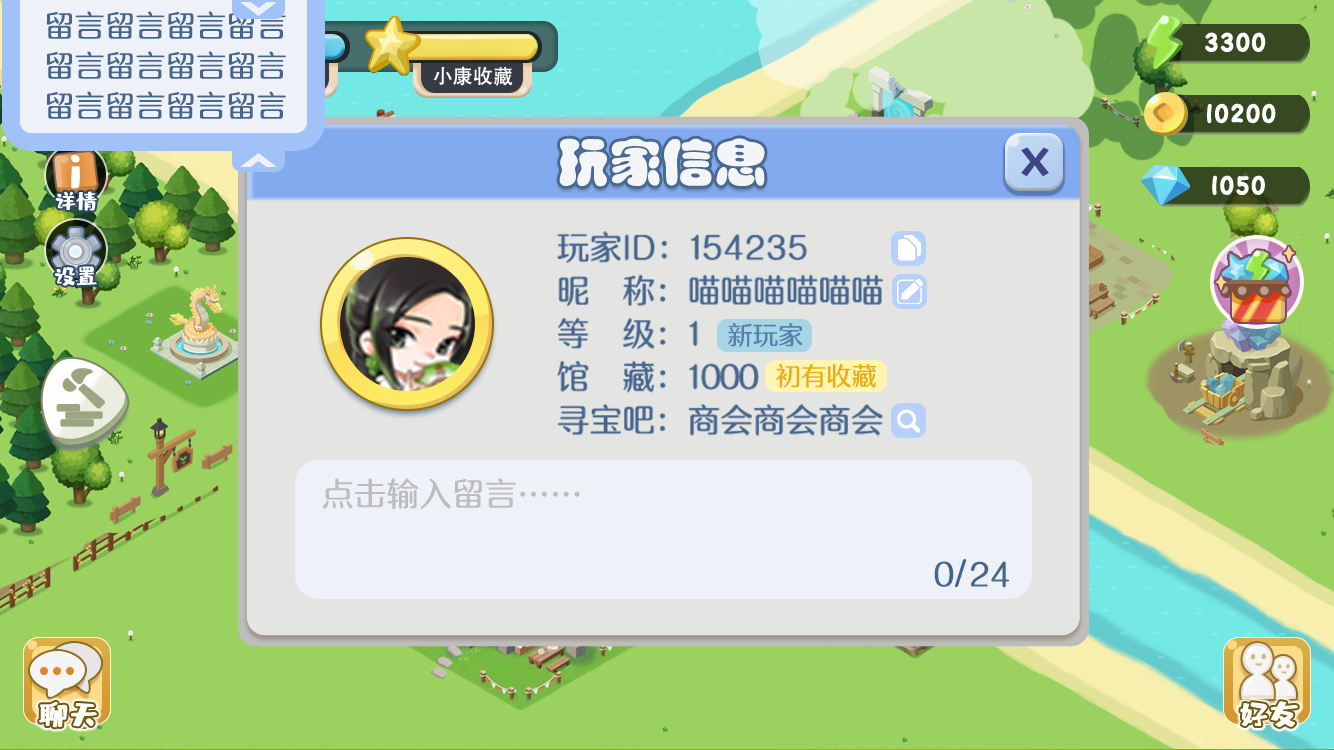 留言留言留言留言
留言留言留言留言
留言留言留言留言
小康收藏
3300
10200
1050
详情
设置
玩家信息
X
玩家ID：154235
昵　称：喵喵喵喵喵喵
等　级：1 新玩家
馆　藏：1000 初有收藏
寻宝吧：商会商会商会
点击输入留言……
0/24
聊天
好友